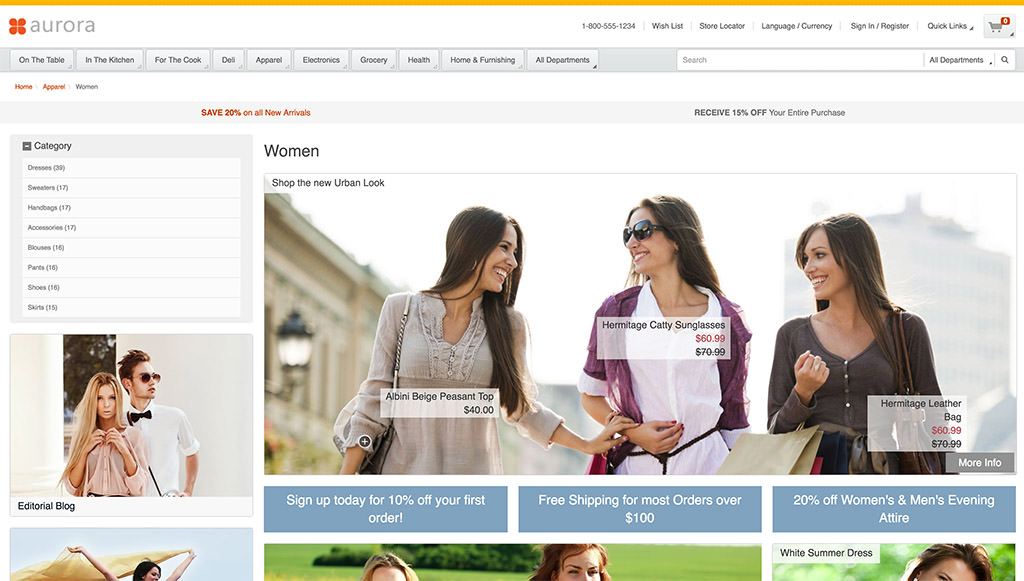 aurora
1-800-555-1234
Wish List
Store Locator
Language / Currency
Sign In / Register
Quick Links
0
On The Table
In The Kitchen
For The Cook
Deli
Apparel
Electronics
Grocery
Health
Home & Furnishing
All Departments
Search
All Departments
Home \ Apparel \ Women
SAVE 20% on all New Arrivals
RECEIVE 15% OFF Your Entire Purchase
Category
Dresses (39)
Sweaters (17)
Handbags (17)
Accessories (17)
Blouses (16)
Pants (16)
Shoes (16)
Skirts (15)
Editorial Blog
Women
Shop the new Urban Look
Hermitage Catty Sunglasses
$60.99
$70.99
Albini Beige Peasant Top
$40.00
Hermitage Leather
Bag
$60.99
$70.99
More Info
Sign up today for 10% off your first
order!
Free Shipping for most Orders over
$100
20% off Women's & Men's Evening
Attire
White Summer Dress